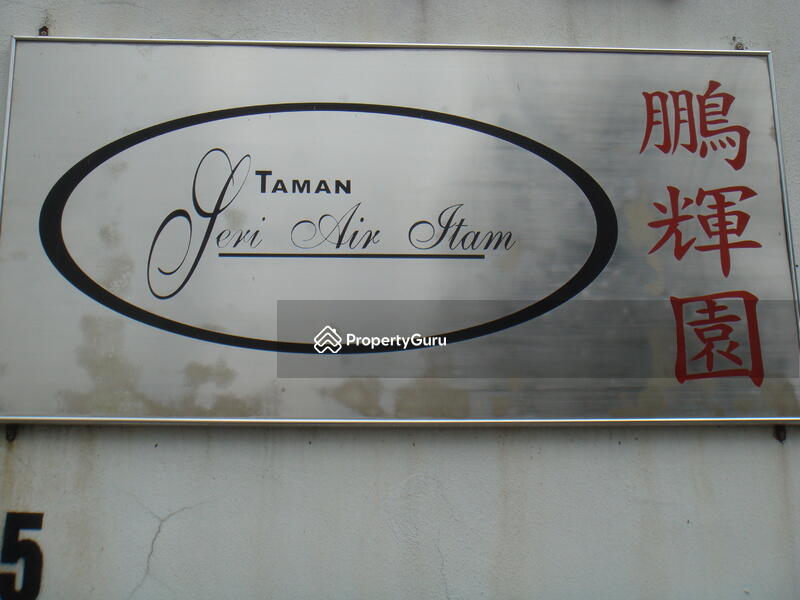 TAMAN
Seri Air Itam
鵬輝園
PropertyGuru
5